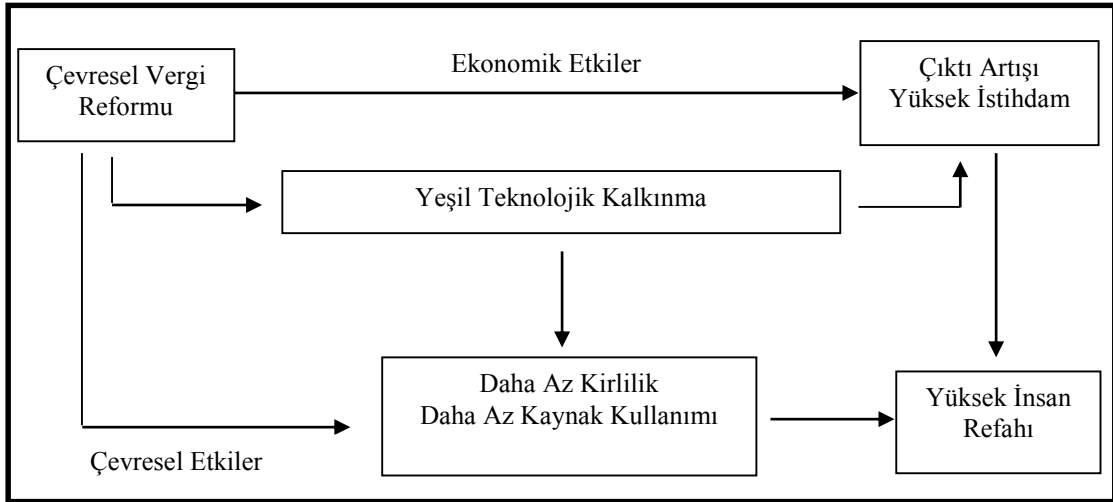 Çevresel Vergi
Reformu
Ekonomik Etkiler
Çıktı Artışı
Yüksek İstihdam
Yeşil Teknolojik Kalkınma
Daha Az Kirlilik
Daha Az Kaynak Kullanımı
Yüksek İnsan
Refahı
Çevresel Etkiler